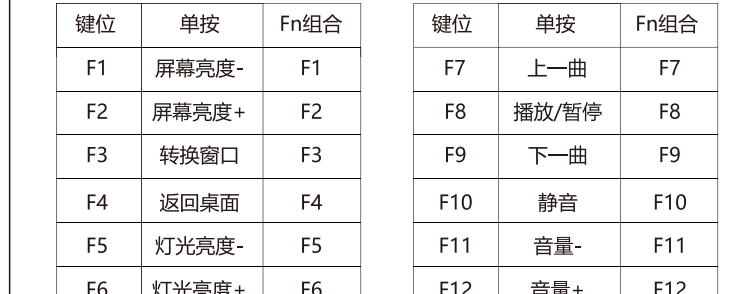 键位 单按 Fn组合
F1 屏幕亮度- F1
F2 屏幕亮度+ F2
F3 转换窗口 F3
F4 返回桌面 F4
F5 灯光亮度- F5
F6 灯光亮度+ F6
键位 单按 Fn组合
F7 上一曲 F7
F8 播放/暂停 F8
F9 下一曲 F9
F10 静音 F10
F11 音量- F11
F12 音量+ F12